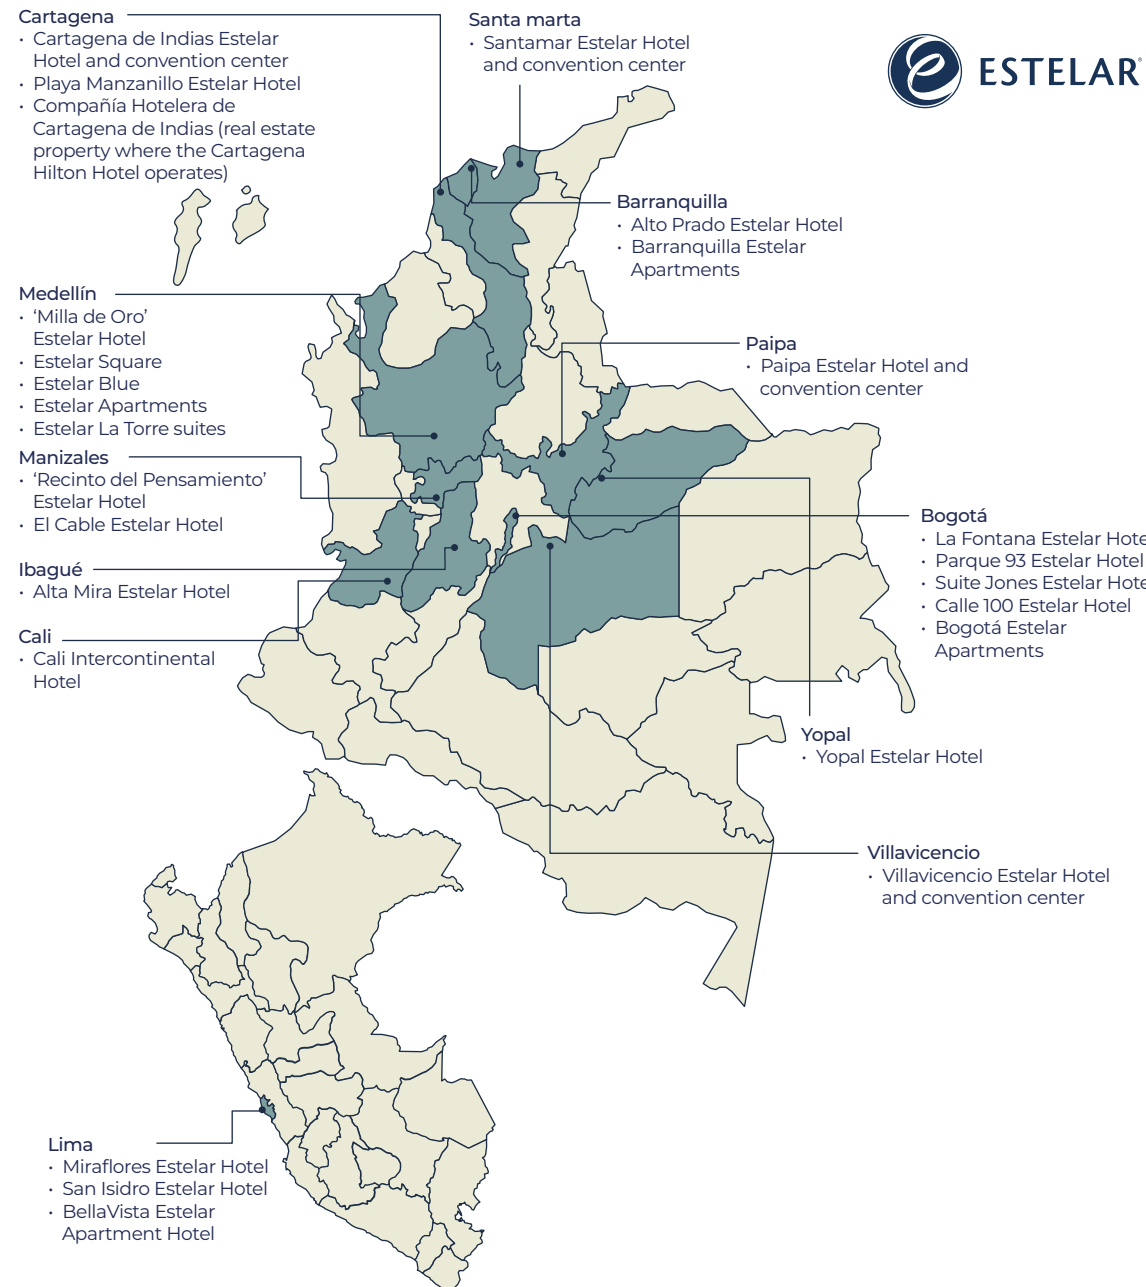 Cartagena
· Cartagena de Indias Estelar
Hotel and convention center
· Playa Manzanillo Estelar Hotel
· Compañía Hotelera de
Cartagena de Indias (real estate
property where the Cartagena
Hilton Hotel operates)
Santa marta
· Santamar Estelar Hotel
and convention center
ESTELAR
Barranquilla
· Alto Prado Estelar Hotel
· Barranquilla Estelar
Apartments
Medellín
· ‘Milla de Oro’
Estelar Hotel
· Estelar Square
· Estelar Blue
· Estelar Apartments
· Estelar La Torre suites
Paipa
· Paipa Estelar Hotel and
convention center
Manizales
· ‘Recinto del Pensamiento’
Estelar Hotel
· El Cable Estelar Hotel
Bogotá
· La Fontana Estelar Hote
· Parque 93 Estelar Hotel
· Suite Jones Estelar Hote
· Calle 100 Estelar Hotel
· Bogotá Estelar
Apartments
Ibagué
· Alta Mira Estelar Hotel
Cali
· Cali Intercontinental
Hotel
Yopal
· Yopal Estelar Hotel
Villavicencio
· Villavicencio Estelar Hotel
and convention center
Lima
· Miraflores Estelar Hotel
· San Isidro Estelar Hotel
· BellaVista Estelar
Apartment Hotel